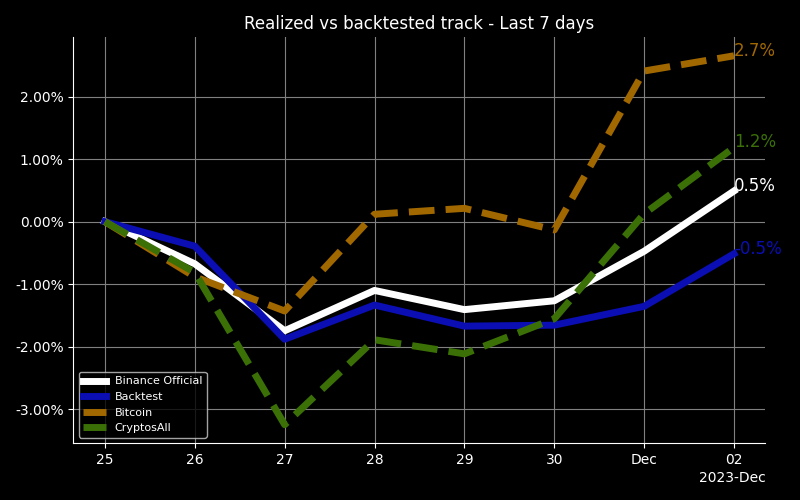 Realized vs backtested track - Last 7 days
2.7%
2.00%
1.00%
1.2%
0.5%
0.00%
-0.5%
-1.00%
-2.00%
-3.00%
Binance Official
Backtest
Bitcoin
CryptosAll
25 26 27 28 29 30 Dec 02
2023-Dec